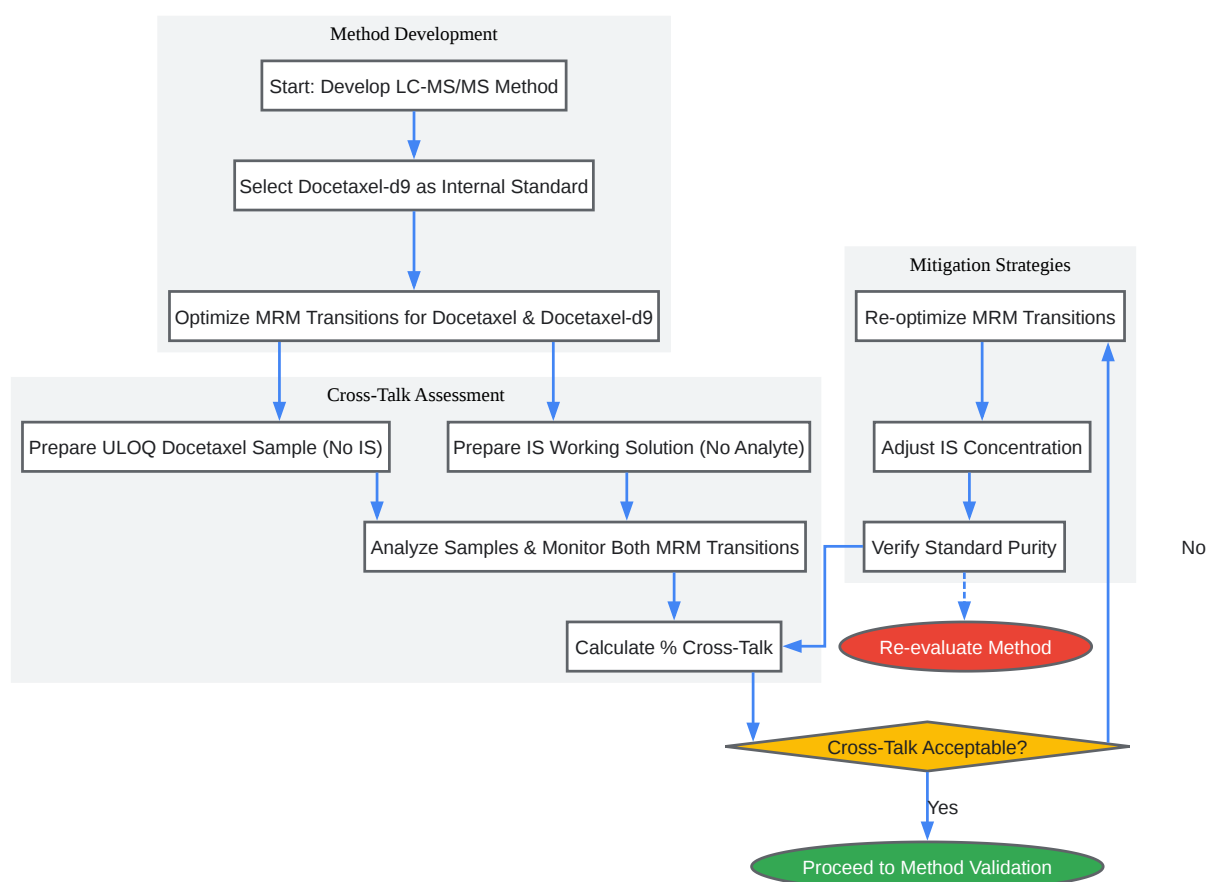 Method Development
Start: Develop LC-MS/MS Method
Select Docetaxel-d9 as Internal Standard
Optimize MRM Transitions for Docetaxel & Docetaxel-d9
Cross-Talk Assessment
Prepare ULOQ Docetaxel Sample (No IS)
Prepare IS Working Solution (No Analyte)
Analyze Samples & Monitor Both MRM Transitions
Calculate % Cross-Talk
Mitigation Strategies
Re-optimize MRM Transitions
Adjust IS Concentration
Verify Standard Purity
No
Re-evaluate Method
Cross-Talk Acceptable?
Yes
Proceed to Method Validation